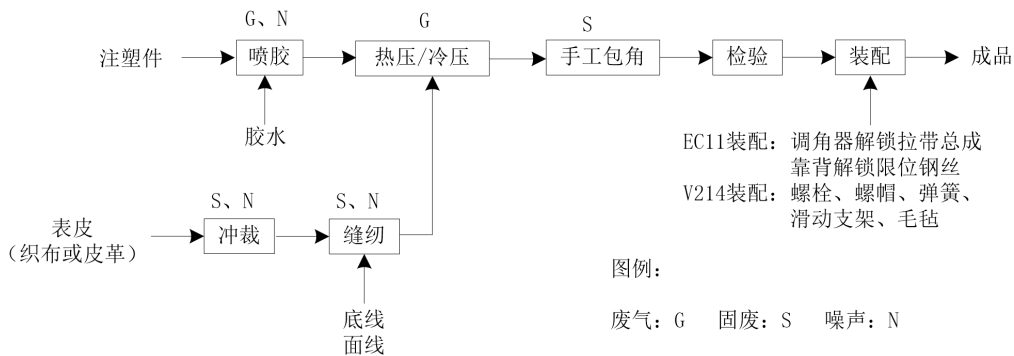 G、N
G
S
注塑件
喷胶
热压/冷压
手工包角
检验
装配
成品
胶水
EC11装配：调角器解锁拉带总成
靠背解锁限位钢丝
V214装配：螺栓、螺帽、弹簧、
滑动支架、毛毡
S、N
S、N
表皮
（织布或皮革）
冲裁
缝纫
底线
面线
图例：
废气：G 固废：S 噪声：N